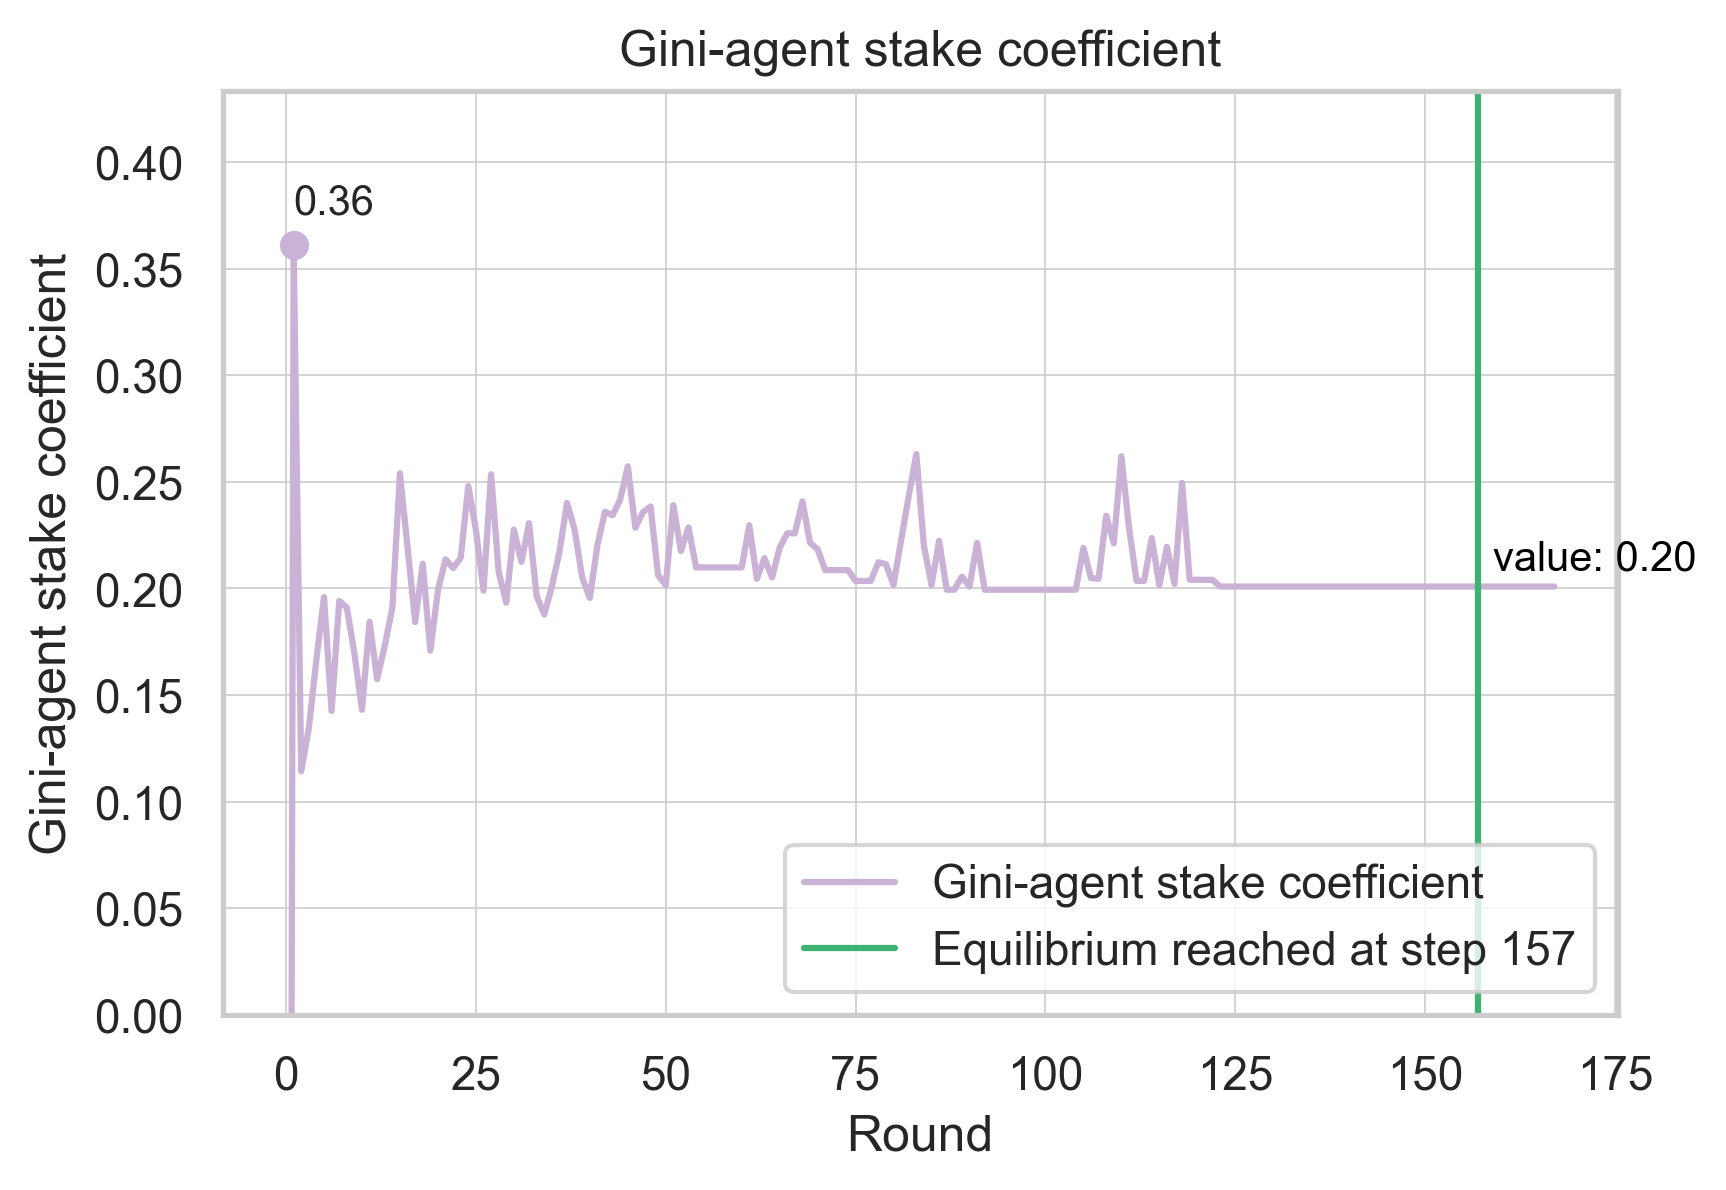 Gini-agent stake coefficient
Gini-agent stake coefficient
0.40
0.35
0.30
0.25
0.20
0.15
0.10
0.05
0.00
0.36
value: 0.20
Gini-agent stake coefficient
Equilibrium reached at step 157
0 25 50 75 100 125 150 175
Round